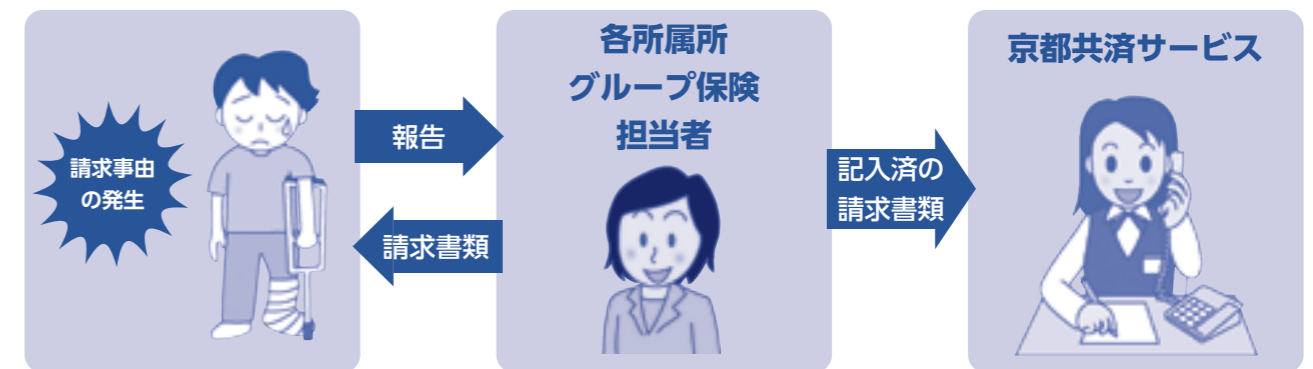 請求事由
の発生
報告
請求書類
各所属所
グループ保険
担当者
記入済の
請求書類
京都共済サービス